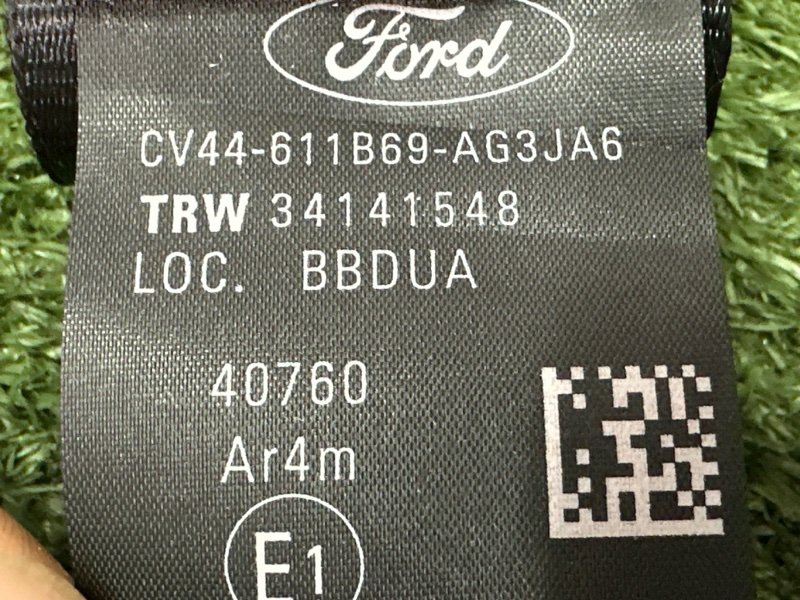 Ford
CV44-611B69-AG3JA6
TRW 34141548
LOC. BBDUA
40760
Ar4m
E1